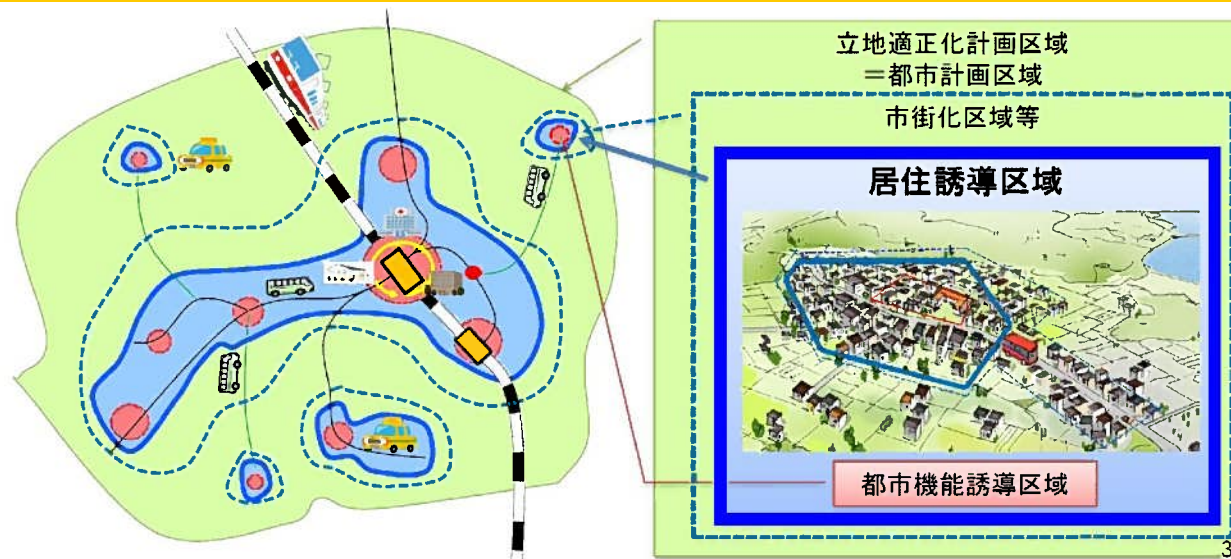 立地適正化計画区域
＝都市計画区域
市街化区域等
居住誘導区域
都市機能誘導区域
3